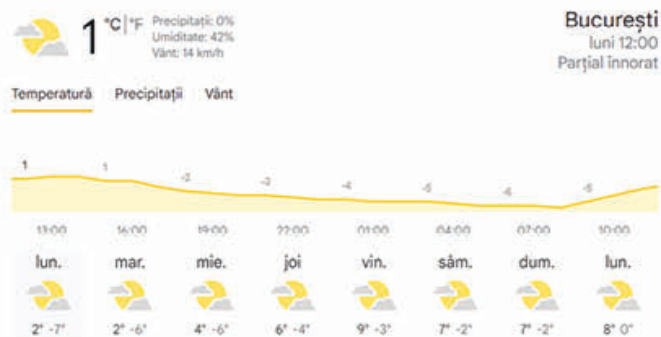 1 °C | °F
Precipitații: 0%
Umiditate: 42%
Vânt: 14 km/h
București
luni 12:00
Parțial înnorat
Temperatură Precipitații Vânt
1 1 -2 -3 -4 -5 -6 -5
13:00 16:00 19:00 22:00 01:00 04:00 07:00 10:00
lun. mar. mie. joi vin. sâm. dum. lun.
2° -7° 2° -6° 4° -6° 6° -4° 9° -3° 7° -2° 7° -2° 8° 0°